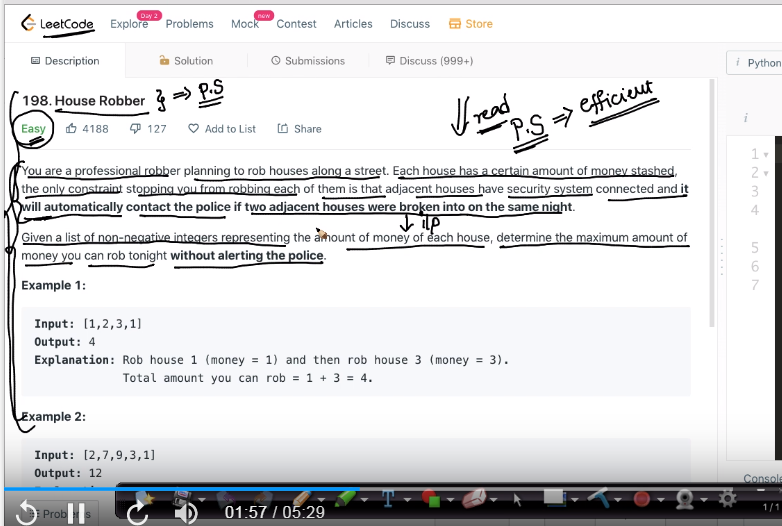 LeetCode Explore Day 2 Problems Mock new Contest Articles Discuss Store
Description Solution Submissions Discuss (999+) i Python
198. House Robber => P.S
read P.S => efficient
Easy 4188 127 Add to List Share
You are a professional robber planning to rob houses along a street. Each house has a certain amount of money stashed,
the only constraint stopping you from robbing each of them is that adjacent houses have security system connected and it
will automatically contact the police if two adjacent houses were broken into on the same night.
i/p
Given a list of non-negative integers representing the amount of money of each house, determine the maximum amount of
money you can rob tonight without alerting the police.
Example 1:
Input: [1,2,3,1]
Output: 4
Explanation: Rob house 1 (money = 1) and then rob house 3 (money = 3).
Total amount you can rob = 1 + 3 = 4.
Example 2:
Input: [2,7,9,3,1]
Output: 12
i
1
2
3
4
5
6
7
Console
01:57 / 05:29
1/